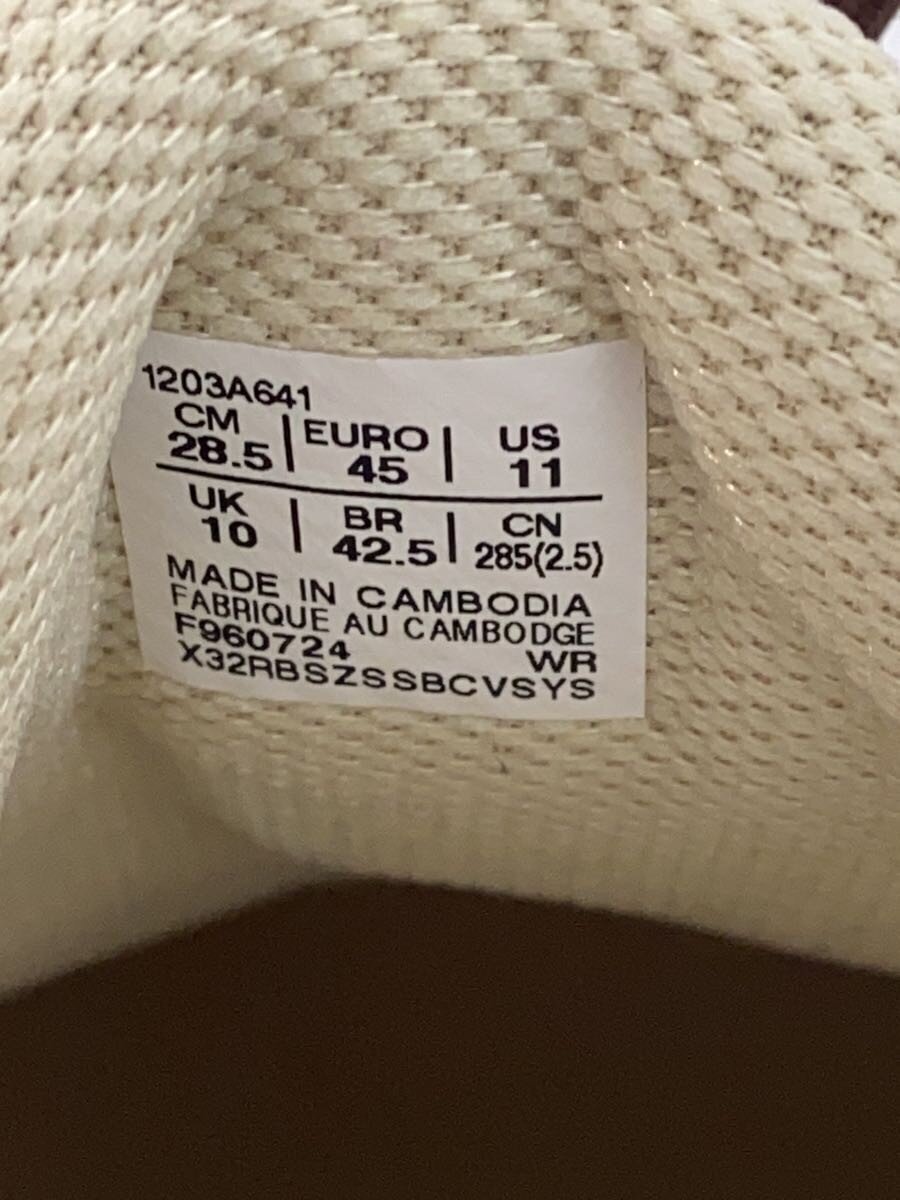 1203A641
CM | EURO | US
28.5 | 45 | 11
UK | BR | CN
10 | 42.5 | 285(2.5)
MADE IN CAMBODIA
FABRIQUE AU CAMBODGE
F960724 WR
X32RBSZSSBCVSYS